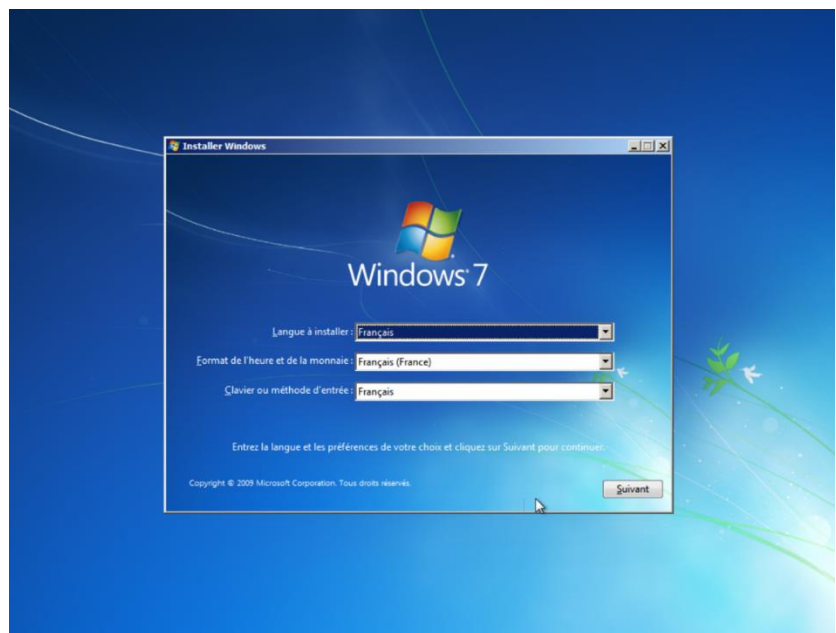 Installer Windows
Windows 7
Langue à installer : Français
Format de l'heure et de la monnaie : Français (France)
Clavier ou méthode d'entrée : Français
Entrez la langue et les préférences de votre choix et cliquez sur Suivant pour continuer.
Copyright © 2009 Microsoft Corporation. Tous droits réservés.
Suivant